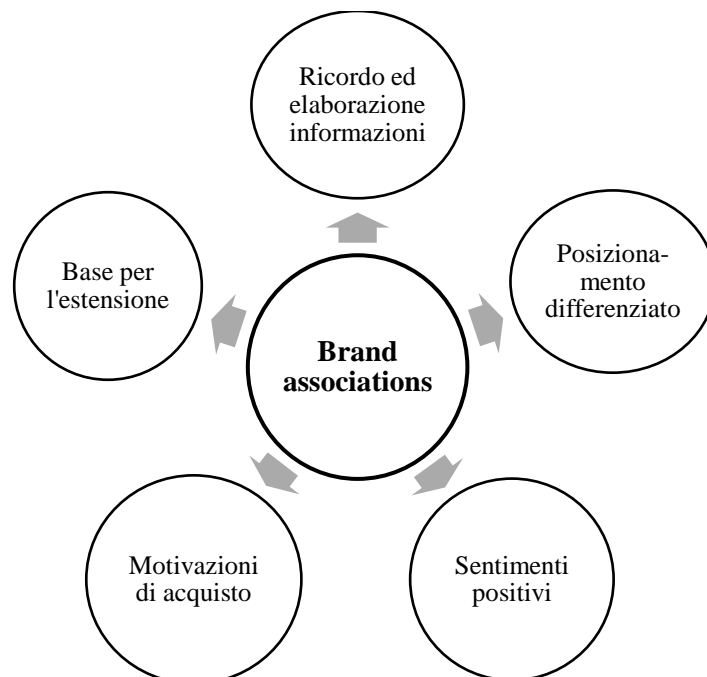 Ricordo ed
elaborazione
informazioni
Base per
l'estensione
Posiziona-
mento
differenziato
Brand
associations
Motivazioni
di acquisto
Sentimenti
positivi